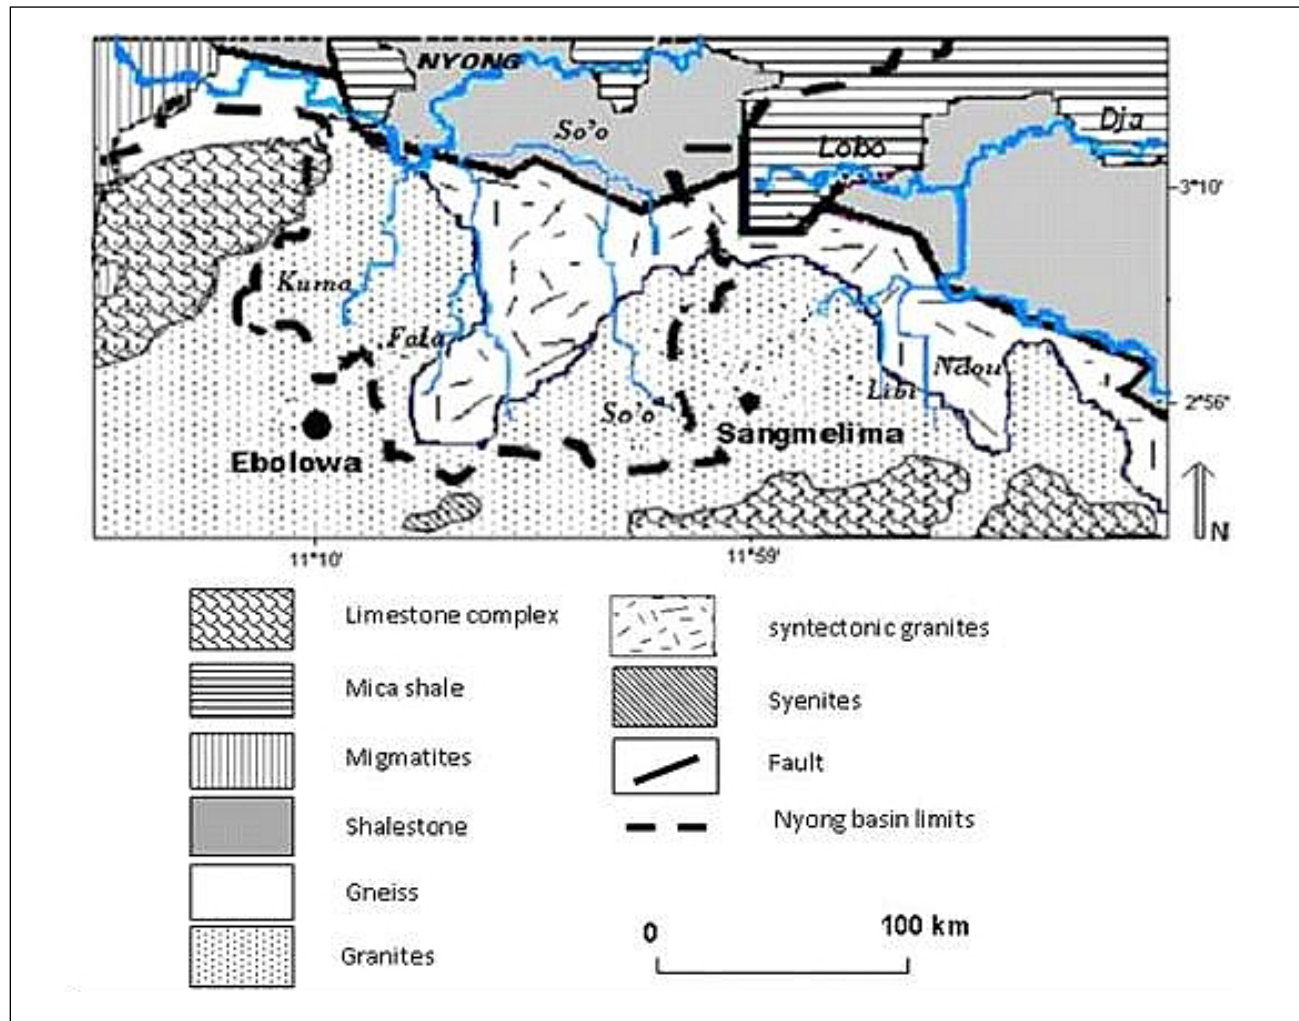 NYONG
So'o
Dja
Lobo
3°10'
Kuma
Fala
Ndou
Libi
2°56'
So'o
Sangmelima
Ebolowa
N
11°10'
11°59'
Limestone complex
syntectonic granites
Mica shale
Syenites
Migmatites
Fault
Shalestone
Nyong basin limits
Gneiss
Granites
0
100 km